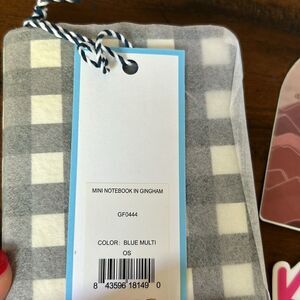 MINI NOTEBOOK IN GINGHAM
GF0444
COLOR: BLUE MULTI
OS
8 43596 18149 0